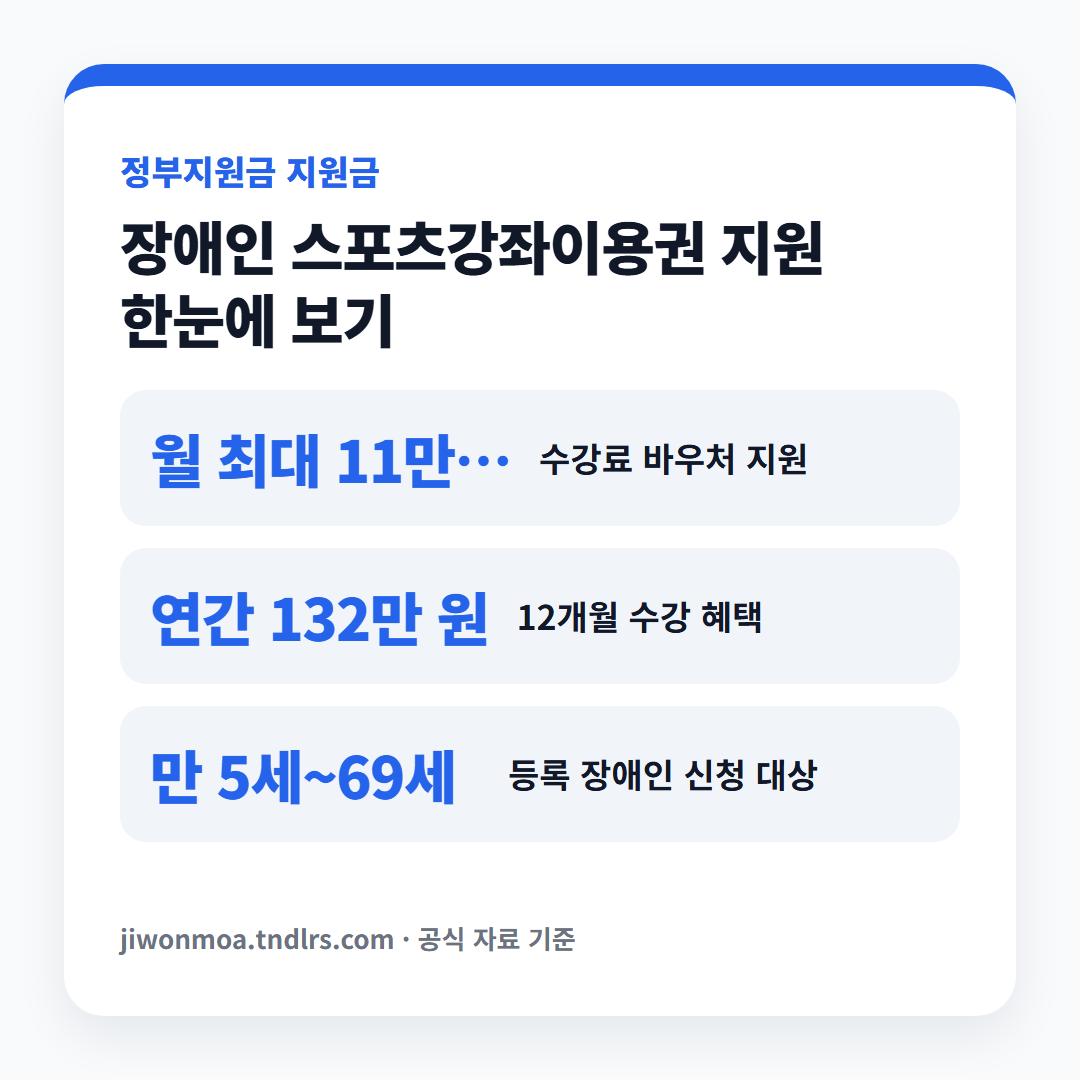 정부지원금 지원금
장애인 스포츠강좌이용권 지원
한눈에 보기
월 최대 11만… 수강료 바우처 지원
연간 132만 원 12개월 수강 혜택
만 5세~69세 등록 장애인 신청 대상
jiwonmoa.tndlrs.com · 공식 자료 기준